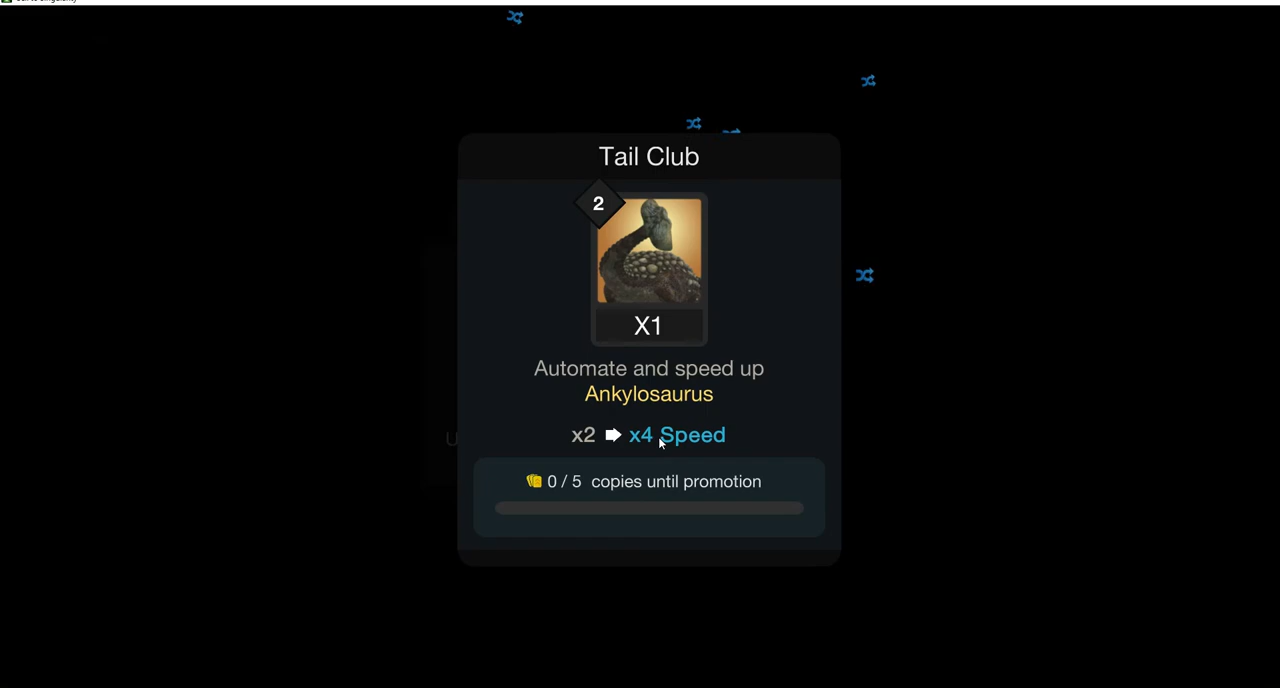 Tail Club
2
X1
Automate and speed up
Ankylosaurus
x2 x4 Speed
0 / 5 copies until promotion